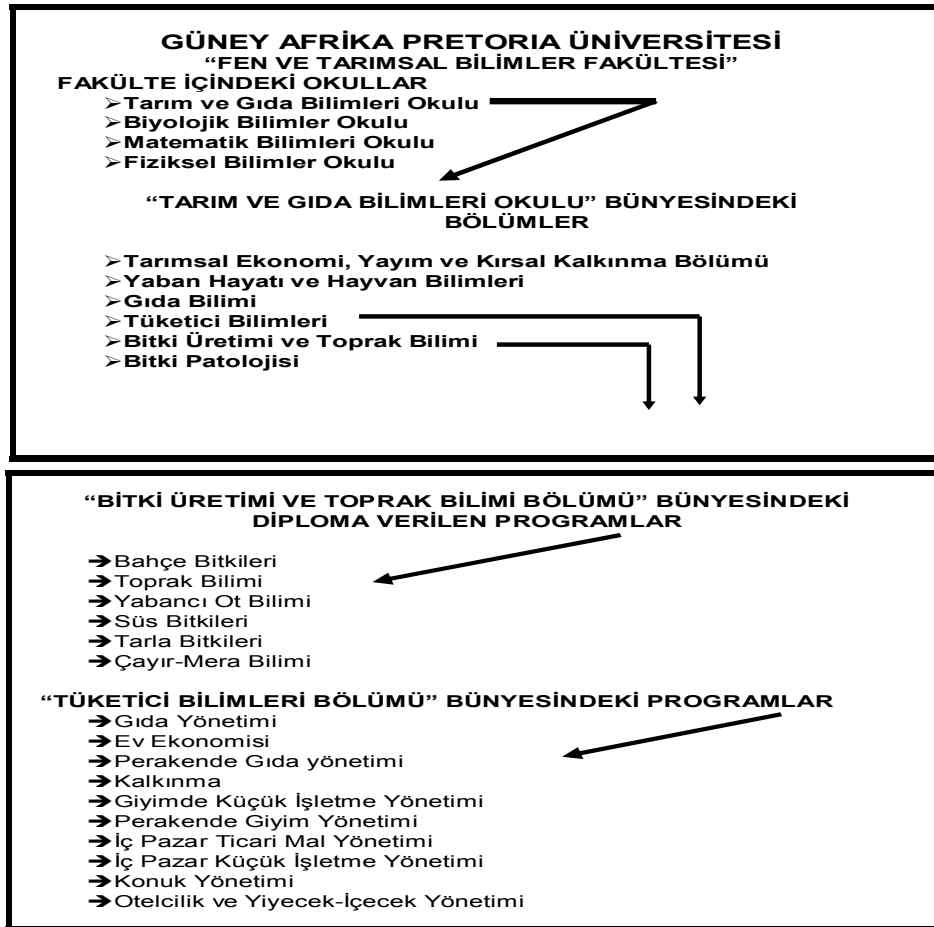 GÜNEY AFRİKA PRETORIA ÜNİVERSİTESİ
“FEN VE TARIMSAL BİLİMLER FAKÜLTESİ”
FAKÜLTE İÇİNDEKİ OKULLAR
➢Tarım ve Gıda Bilimleri Okulu
➢Biyolojik Bilimler Okulu
➢Matematik Bilimleri Okulu
➢Fiziksel Bilimler Okulu
“TARIM VE GIDA BİLİMLERİ OKULU” BÜNYESİNDEKİ
BÖLÜMLER
➢Tarımsal Ekonomi, Yayım ve Kırsal Kalkınma Bölümü
➢Yaban Hayatı ve Hayvan Bilimleri
➢Gıda Bilimi
➢Tüketici Bilimleri
➢Bitki Üretimi ve Toprak Bilimi
➢Bitki Patolojisi
“BİTKİ ÜRETİMİ VE TOPRAK BİLİMİ BÖLÜMÜ” BÜNYESİNDEKİ
DİPLOMA VERİLEN PROGRAMLAR
➔Bahçe Bitkileri
➔Toprak Bilimi
➔Yabancı Ot Bilimi
➔Süs Bitkileri
➔Tarla Bitkileri
➔Çayır-Mera Bilimi
“TÜKETİCİ BİLİMLERİ BÖLÜMÜ” BÜNYESİNDEKİ PROGRAMLAR
➔Gıda Yönetimi
➔Ev Ekonomisi
➔Perakende Gıda yönetimi
➔Kalkınma
➔Giyimde Küçük İşletme Yönetimi
➔Perakende Giyim Yönetimi
➔İç Pazar Ticari Mal Yönetimi
➔İç Pazar Küçük İşletme Yönetimi
➔Konuk Yönetimi
➔Otelcilik ve Yiyecek-İçecek Yönetimi